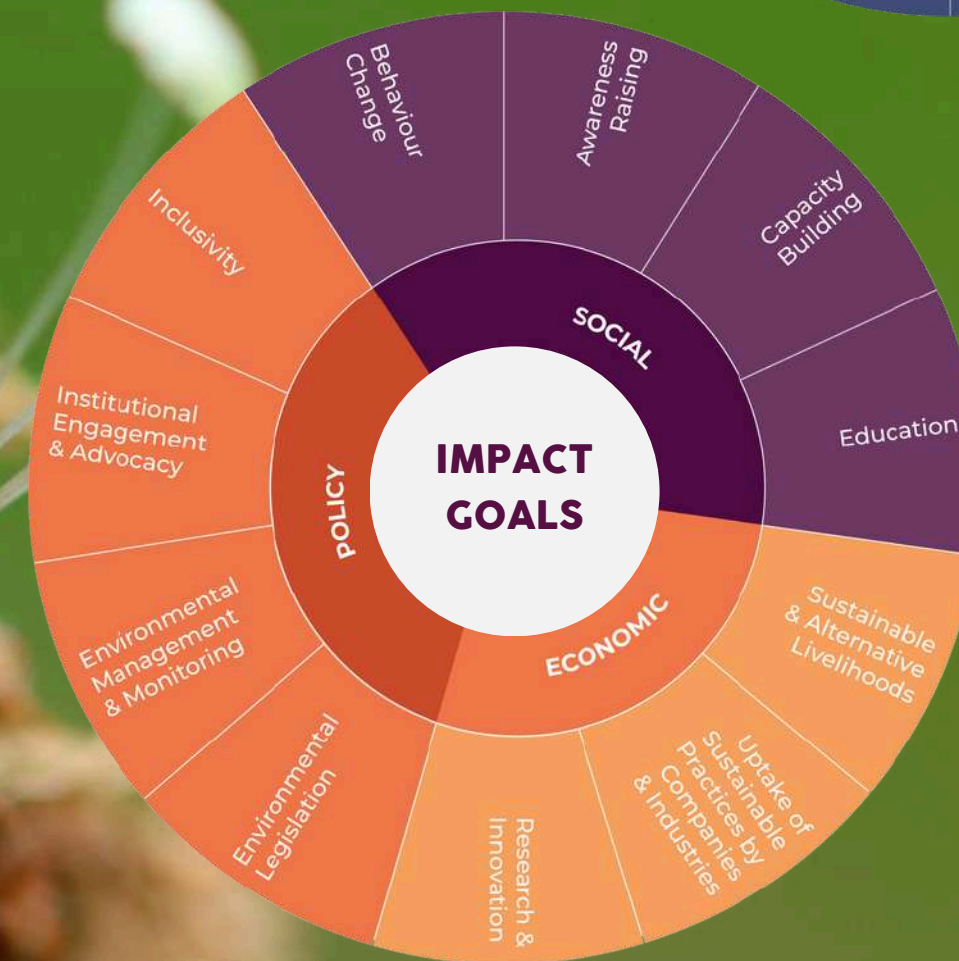 IMPACT
GOALS
SOCIAL
Behaviour
Change
Awareness
Raising
Capacity
Building
Education
ECONOMIC
Sustainable
& Alternative
Livelihoods
Uptake of
Sustainable
Practices by
Companies
& Industries
Research &
Innovation
POLICY
Environmental
Legislation
Environmental
Management
& Monitoring
Institutional
Engagement
& Advocacy
Inclusivity